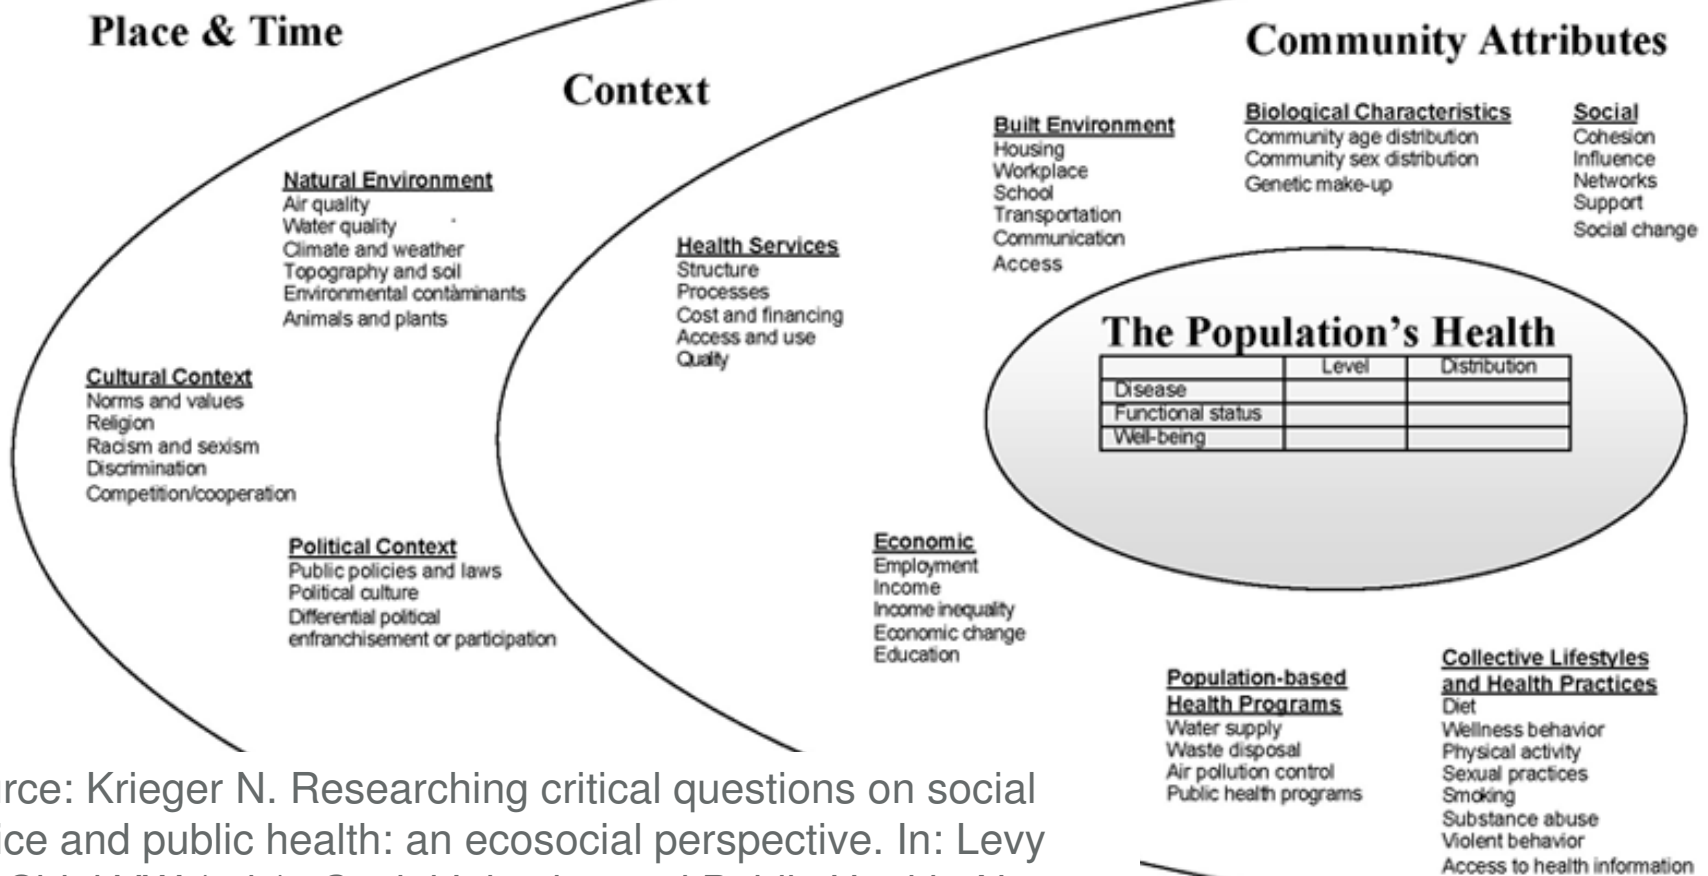 Place & Time
Context
Community Attributes
Natural Environment
Air quality
Water quality
Climate and weather
Topography and soil
Environmental contaminants
Animals and plants
Cultural Context
Norms and values
Religion
Racism and sexism
Discrimination
Competition/cooperation
Political Context
Public policies and laws
Political culture
Differential political
enfranchisement or participation
Health Services
Structure
Processes
Cost and financing
Access and use
Quality
Built Environment
Housing
Workplace
School
Transportation
Communication
Access
Biological Characteristics
Community age distribution
Community sex distribution
Genetic make-up
Social
Cohesion
Influence
Networks
Support
Social change
The Population's Health
Level Distribution
Disease
Functional status
Well-being
Economic
Employment
Income
Income inequality
Economic change
Education
Population-based
Health Programs
Water supply
Waste disposal
Air pollution control
Public health programs
Collective Lifestyles
and Health Practices
Diet
Wellness behavior
Physical activity
Sexual practices
Smoking
Substance abuse
Violent behavior
Access to health information
rce: Krieger N. Researching critical questions on social
ice and public health: an ecosocial perspective. In: Levy